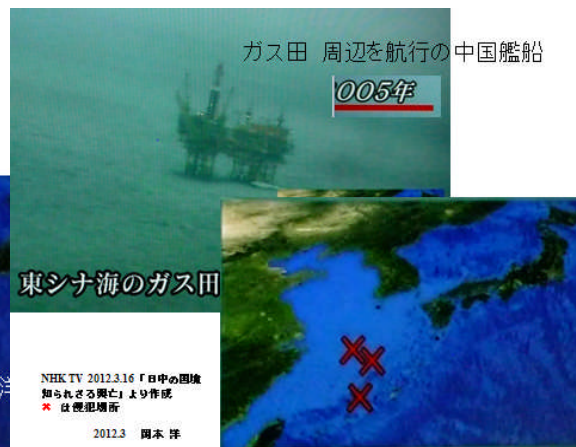 ガス田 周辺を航行の中国艦船
005年
東シナ海のガス田
NHK TV 2012.3.16「日中の国境
知られざる興亡」より作成
× は侵犯場所
2012.3 岡本 洋
洋